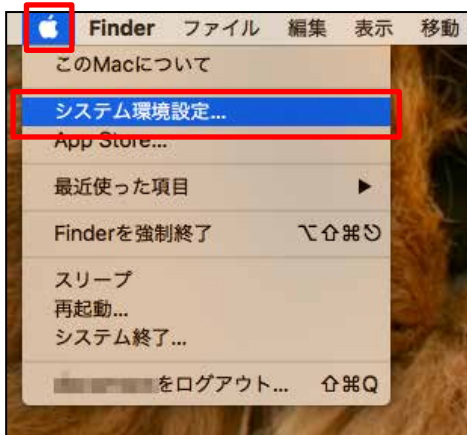 Finder ファイル 編集 表示 移動
このMacについて
システム環境設定...
App Store...
最近使った項目 ▶
Finderを強制終了 ⌥⇧⌘⎋
スリープ
再起動...
システム終了...
をログアウト... ⇧⌘Q